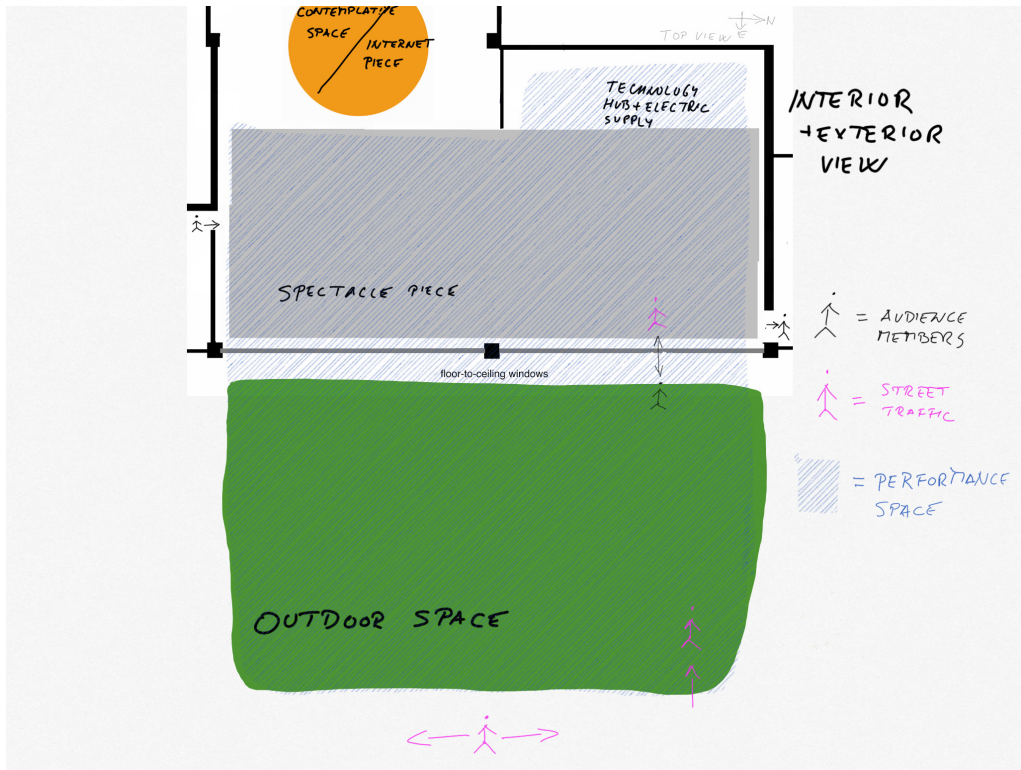 CONTEMPLATIVE
SPACE
INTERNET
PIECE
TOP VIEW
N
E
TECHNOLOGY
HUB + ELECTRIC
SUPPLY
INTERIOR
+ EXTERIOR
VIEW
SPECTACLE PIECE
floor-to-ceiling windows
= AUDIENCE
MEMBERS
= STREET
TRAFFIC
= PERFORMANCE
SPACE
OUTDOOR SPACE